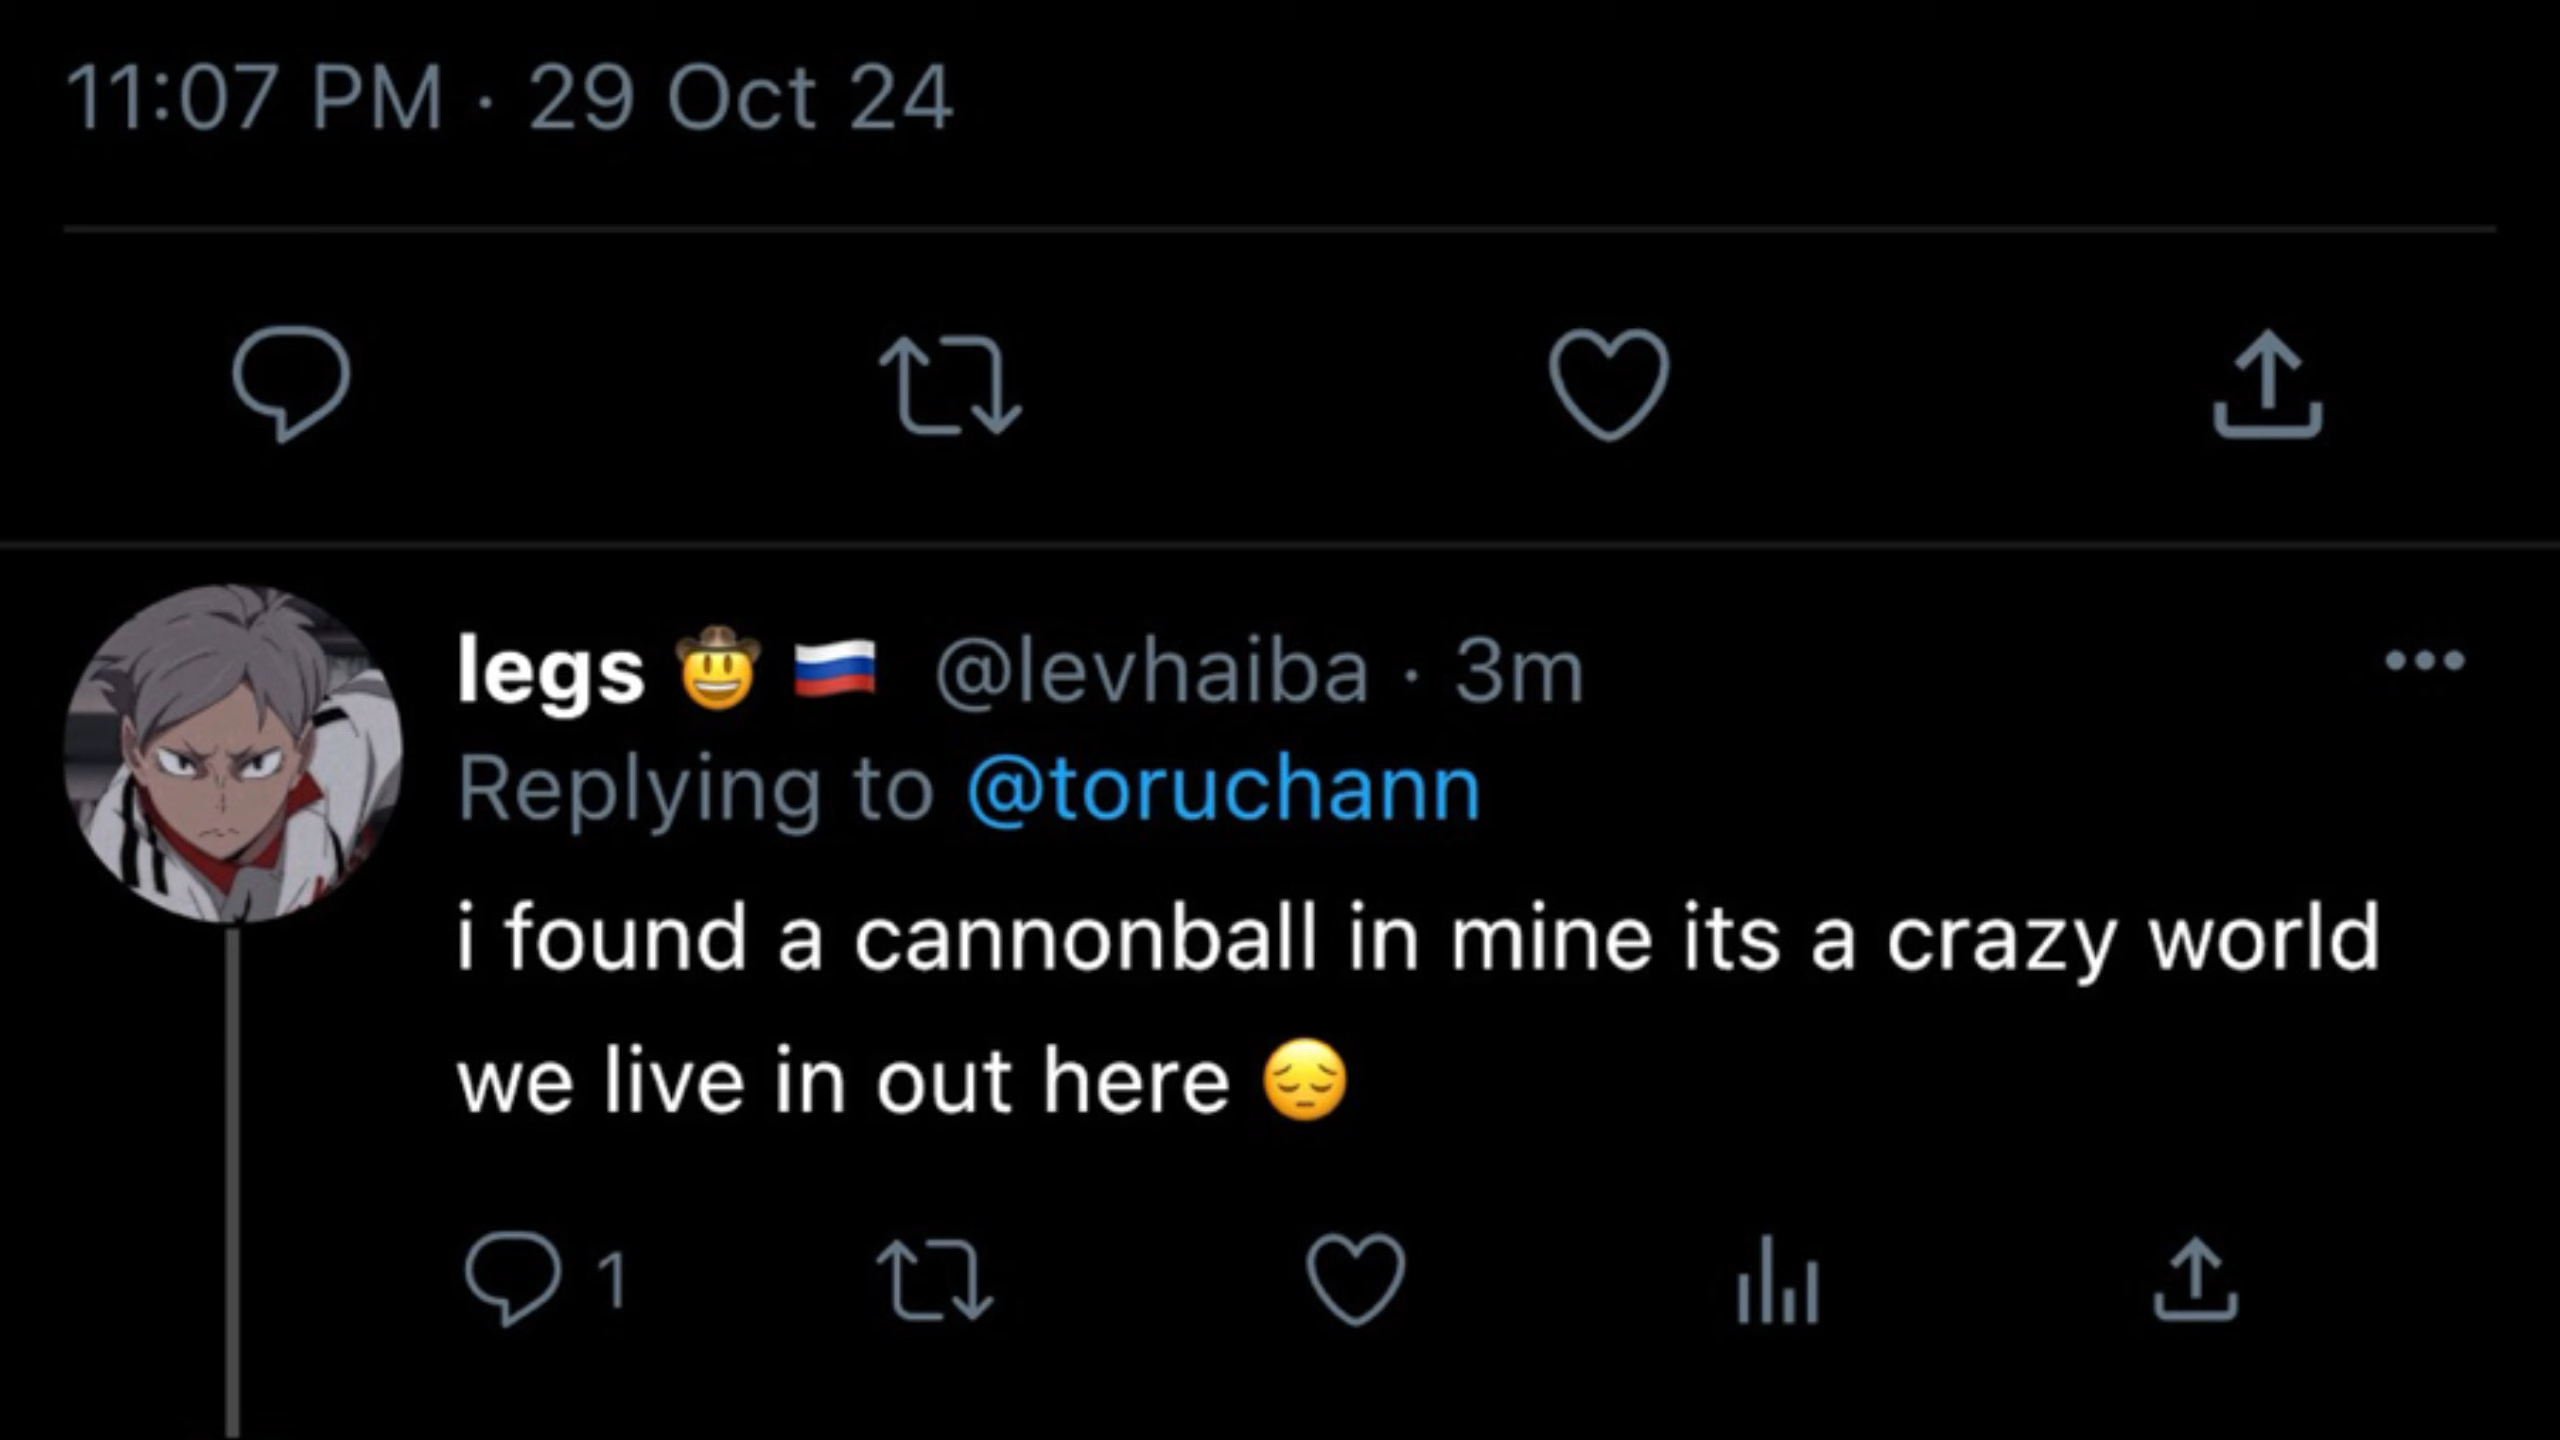 11:07 PM · 29 Oct 24
legs 🤠 🇷🇺 @levhaiba · 3m
Replying to @toruchann
i found a cannonball in mine its a crazy world
we live in out here 😔
1